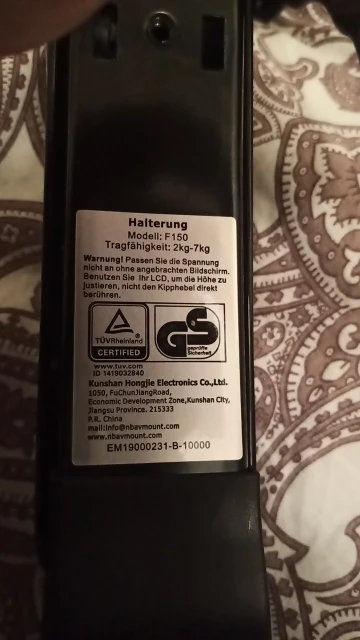 Halterung
Modell: F150
Tragfähigkeit: 2kg-7kg
Warnung! Passen Sie die Spannung
nicht an ohne angebrachten Bildschirm.
Benutzen Sie Ihr LCD, um die Höhe zu
justieren, nicht den Kipphebel direkt
berühren.
TÜVRheinland
CERTIFIED
GS
geprüfte
Sicherheit
www.tuv.com
ID 1419032840
Kunshan Hongjie Electronics Co.,Ltd.
1050, FuChunJiangRoad,
Economic Development Zone,Kunshan City,
Jiangsu Province. 215333
P.R. China
mail:info@nbavmount.com
www.nbavmount.com
EM19000231-B-10000